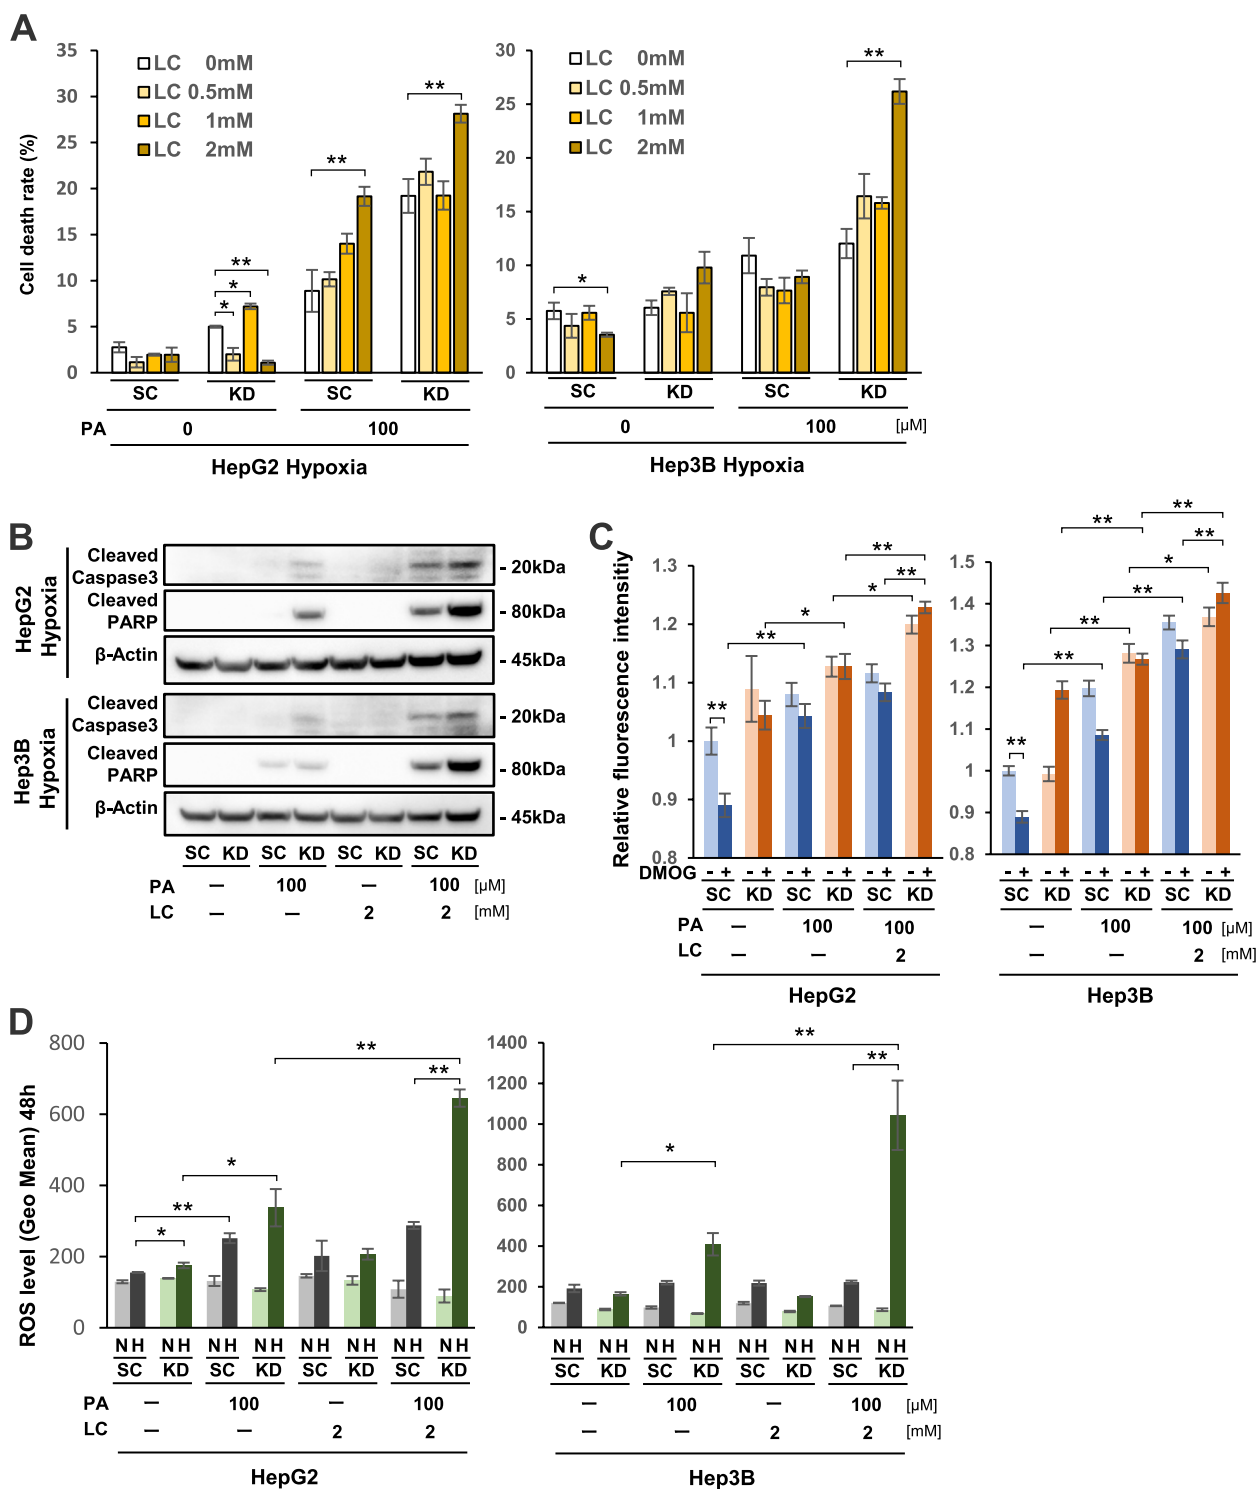 A
Cell death rate (%)
35
30
25
20
15
10
5
0
LC 0mM
LC 0.5mM
LC 1mM
LC 2mM
** * * ** **
SC KD SC KD
PA 0 100
HepG2 Hypoxia
30
25
20
15
10
5
0
LC 0mM
LC 0.5mM
LC 1mM
LC 2mM
* **
SC KD SC KD
0 100 [µM]
Hep3B Hypoxia
B
HepG2
Hypoxia
Cleaved
Caspase3
- 20kDa
Cleaved
PARP
- 80kDa
β-Actin
- 45kDa
Hep3B
Hypoxia
Cleaved
Caspase3
- 20kDa
Cleaved
PARP
- 80kDa
β-Actin
- 45kDa
SC KD SC KD SC KD SC KD
PA – 100 – 100 [µM]
LC – – 2 2 [mM]
C
Relative fluorescence intensitiy
1.3
1.2
1.1
1
0.9
0.8
** ** * * ** **
DMOG - + - + - + - + - + - +
SC KD SC KD SC KD
PA – 100 100
LC – – 2
HepG2
1.5
1.4
1.3
1.2
1.1
1
0.9
0.8
** ** ** ** ** * ** **
- + - + - + - + - + - +
SC KD SC KD SC KD
– 100 100 [µM]
– – 2 [mM]
Hep3B
D
ROS level (Geo Mean) 48h
800
600
400
200
0
* ** * ** **
N H N H N H N H N H N H N H N H
SC KD SC KD SC KD SC KD
PA – 100 – 100
LC – – 2 2
HepG2
1400
1200
1000
800
600
400
200
0
* ** **
N H N H N H N H N H N H N H N H
SC KD SC KD SC KD SC KD
– 100 – 100 [µM]
– – 2 2 [mM]
Hep3B